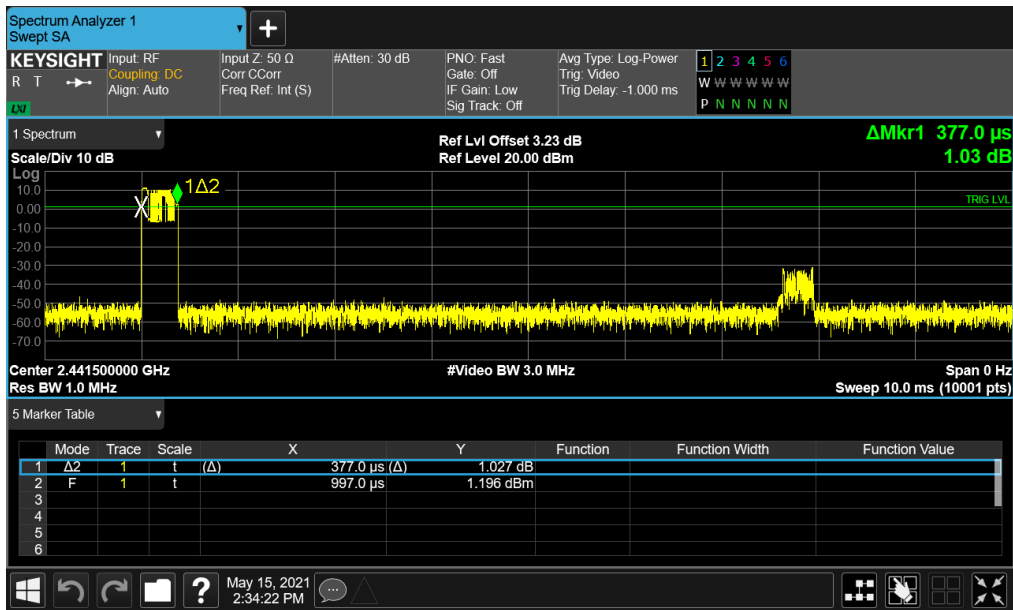 Spectrum Analyzer 1
Swept SA
+
KEYSIGHT
R T
LXI
Input: RF
Coupling: DC
Align: Auto
Input Z: 50 Ω
Corr CCorr
Freq Ref: Int (S)
#Atten: 30 dB
PNO: Fast
Gate: Off
IF Gain: Low
Sig Track: Off
Avg Type: Log-Power
Trig: Video
Trig Delay: -1.000 ms
1 2 3 4 5 6
W W W W W W
P N N N N N
1 Spectrum
Scale/Div 10 dB
Ref Lvl Offset 3.23 dB
Ref Level 20.00 dBm
ΔMkr1 377.0 µs
1.03 dB
Log
10.0
0.00
-10.0
-20.0
-30.0
-40.0
-50.0
-60.0
-70.0
1Δ2
X
TRIG LVL
Center 2.441500000 GHz
Res BW 1.0 MHz
#Video BW 3.0 MHz
Span 0 Hz
Sweep 10.0 ms (10001 pts)
5 Marker Table
Mode Trace Scale X Y Function Function Width Function Value
1 Δ2 1 t (Δ) 377.0 µs (Δ) 1.027 dB
2 F 1 t 997.0 µs 1.196 dBm
3
4
5
6
?
May 15, 2021
2:34:22 PM